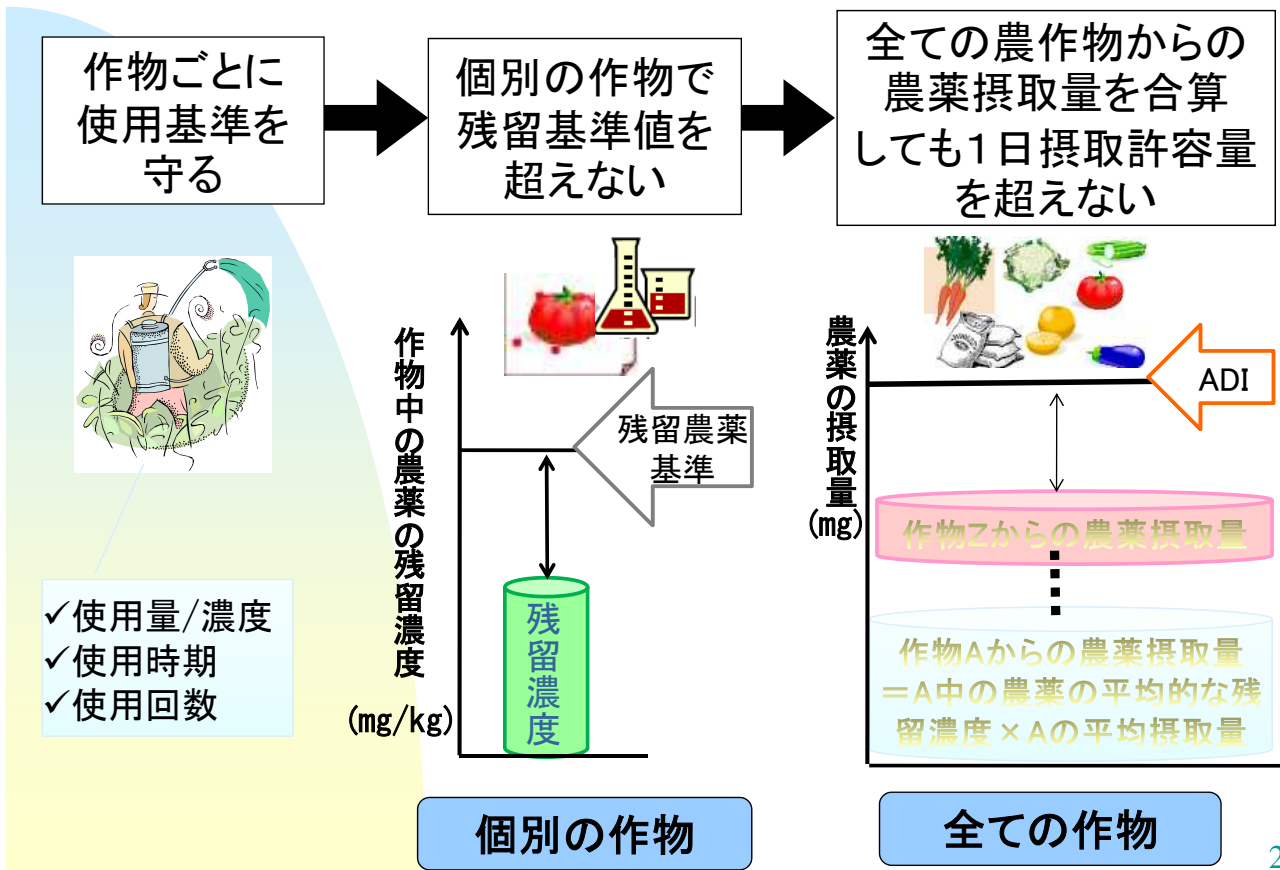 作物ごとに
使用基準を
守る
個別の作物で
残留基準値を
超えない
全ての農作物からの
農薬摂取量を合算
しても1日摂取許容量
を超えない
✓使用量/濃度
✓使用時期
✓使用回数
作物中の農薬の残留濃度
(mg/kg)
残留農薬
基準
残留濃度
個別の作物
農薬の摂取量
(mg)
ADI
作物Zからの農薬摂取量
作物Aからの農薬摂取量
=A中の農薬の平均的な残
留濃度×Aの平均摂取量
全ての作物
2